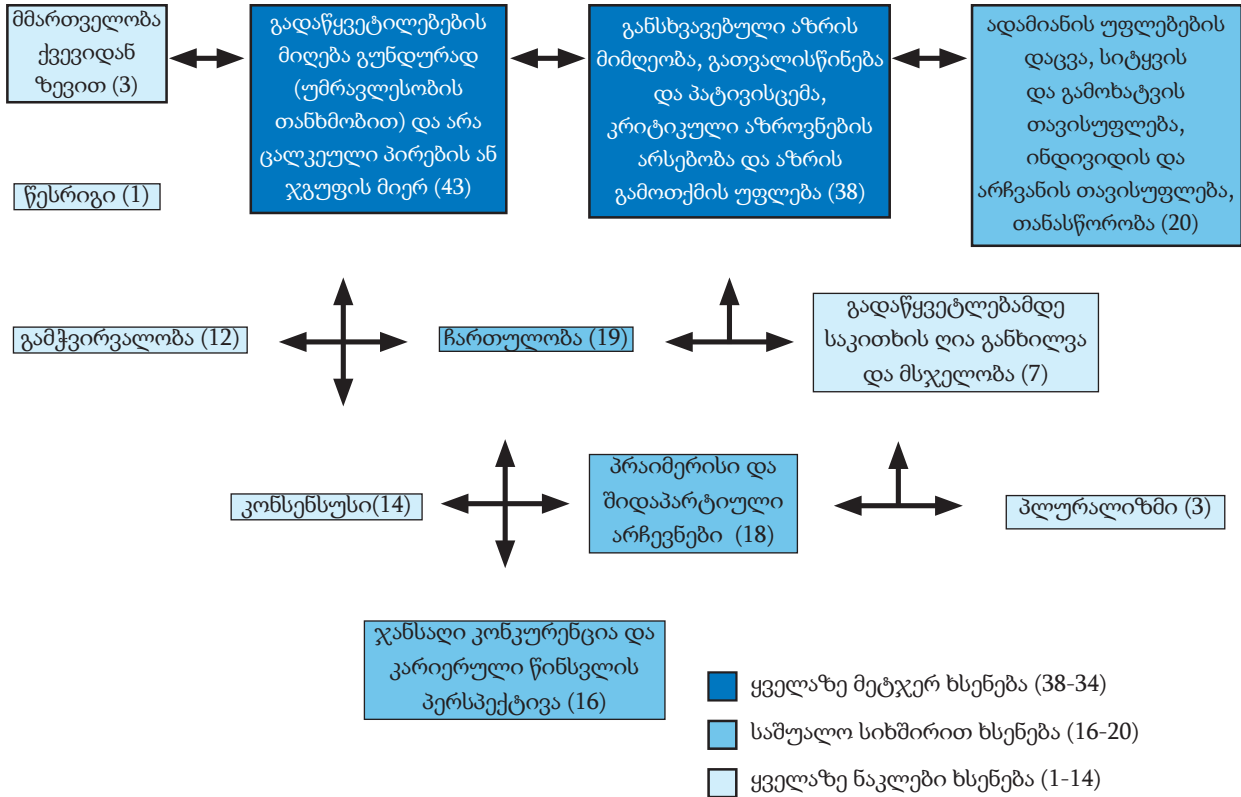 მმართველობა
ქვევიდან
ზევით (3)
გადაწყვეტილებების
მიღება გუნდურად
(უმრავლესობის
თანხმობით) და არა
ცალკეული პირების ან
ჯგუფის მიერ (43)
განსხვავებული აზრის
მიმღეობა, გათვალისწინება
და პატივისცემა,
კრიტიკული აზროვნების
არსებობა და აზრის
გამოთქმის უფლება (38)
ადამიანის უფლებების
დაცვა, სიტყვის
და გამოხატვის
თავისუფლება,
ინდივიდის და
არჩვანის თავისუფლება,
თანასწორობა (20)
წესრიგი (1)
გამჭვირვალობა (12)
ჩართულობა (19)
გადაწყვეტლებამდე
საკითხის ღია განხილვა
და მსჯელობა (7)
კონსენსუსი(14)
პრაიმერისი და
შიდაპარტიული
არჩევნები (18)
პლურალიზმი (3)
ჯანსაღი კონკურენცია და
კარიერული წინსვლის
პერსპექტივა (16)
ყველაზე მეტჯერ ხსენება (38-34)
საშუალო სიხშირით ხსენება (16-20)
ყველაზე ნაკლები ხსენება (1-14)